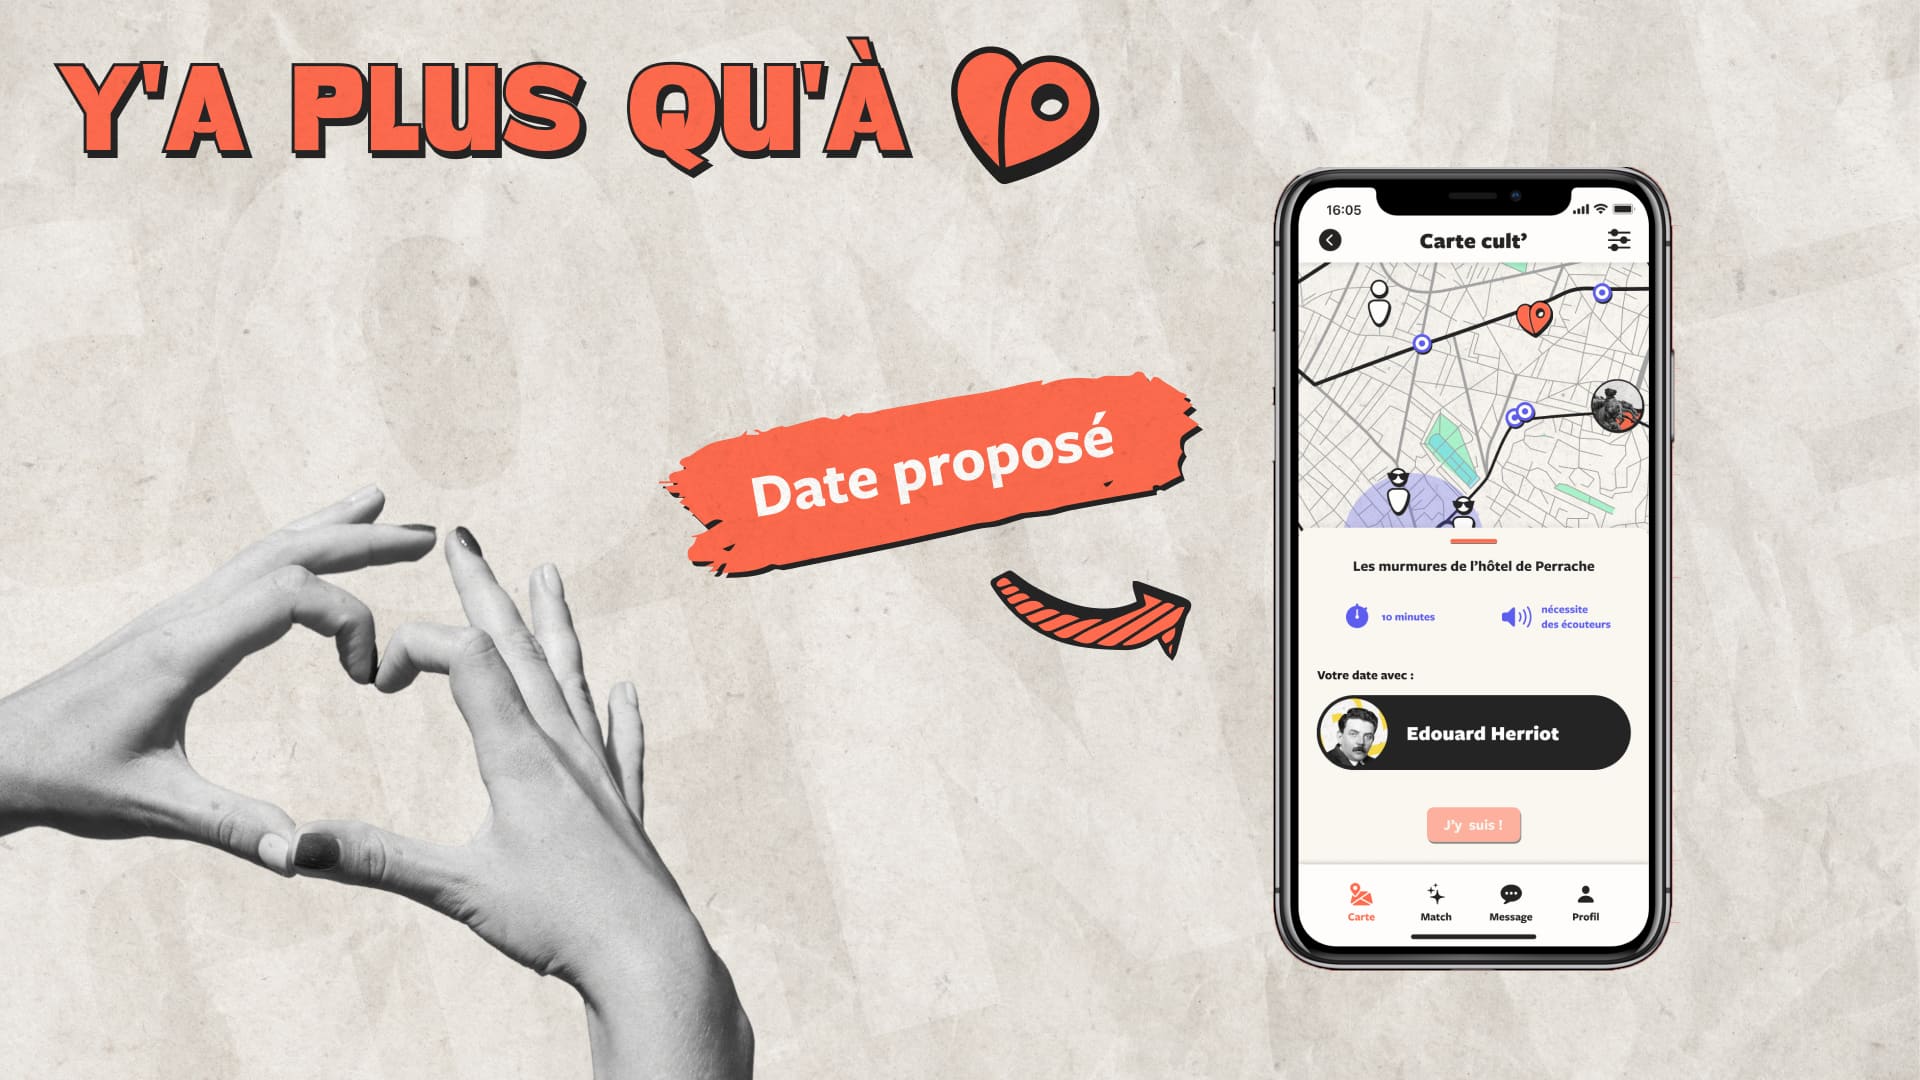 Y'A PLUS QU'À
Date proposé
16:05
Carte cult’
Les murmures de l’hôtel de Perrache
10 minutes
nécessite
des écouteurs
Votre date avec :
Edouard Herriot
J’y suis !
Carte
Match
Message
Profil